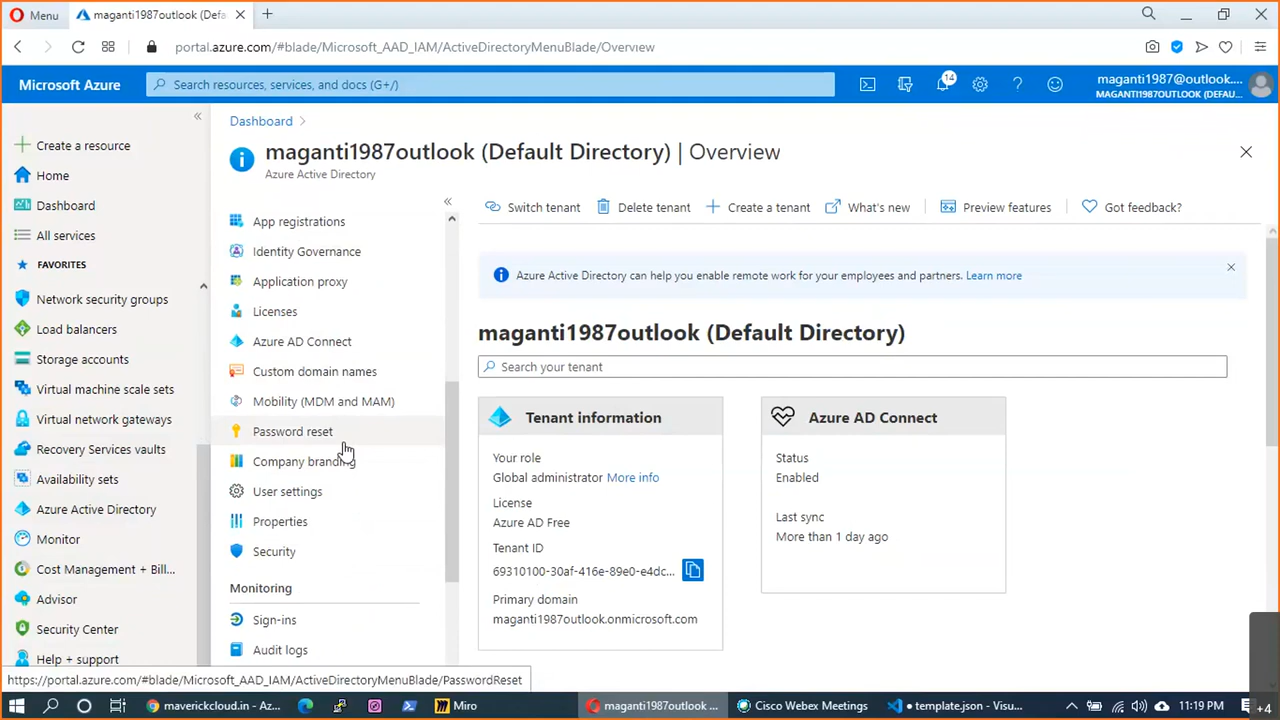 Menu
maganti1987outlook (Def
portal.azure.com/#blade/Microsoft_AAD_IAM/ActiveDirectoryMenuBlade/Overview
Microsoft Azure
Search resources, services, and docs (G+/)
14
maganti1987@outlook....
MAGANTI1987OUTLOOK (DEFAU...
Create a resource
Home
Dashboard
All services
FAVORITES
Network security groups
Load balancers
Storage accounts
Virtual machine scale sets
Virtual network gateways
Recovery Services vaults
Availability sets
Azure Active Directory
Monitor
Cost Management + Bill...
Advisor
Security Center
Help + support
Dashboard
maganti1987outlook (Default Directory) | Overview
Azure Active Directory
App registrations
Identity Governance
Application proxy
Licenses
Azure AD Connect
Custom domain names
Mobility (MDM and MAM)
Password reset
Company branding
User settings
Properties
Security
Monitoring
Sign-ins
Audit logs
Switch tenant
Delete tenant
Create a tenant
What's new
Preview features
Got feedback?
Azure Active Directory can help you enable remote work for your employees and partners. Learn more
maganti1987outlook (Default Directory)
Search your tenant
Tenant information
Your role
Global administrator More info
License
Azure AD Free
Tenant ID
69310100-30af-416e-89e0-e4dc...
Primary domain
maganti1987outlook.onmicrosoft.com
Azure AD Connect
Status
Enabled
Last sync
More than 1 day ago
https://portal.azure.com/#blade/Microsoft_AAD_IAM/ActiveDirectoryMenuBlade/PasswordReset
maverickcloud.in - Az...
Miro
maganti1987outlook ...
Cisco Webex Meetings
● template.json - Visu...
11:19 PM
+4